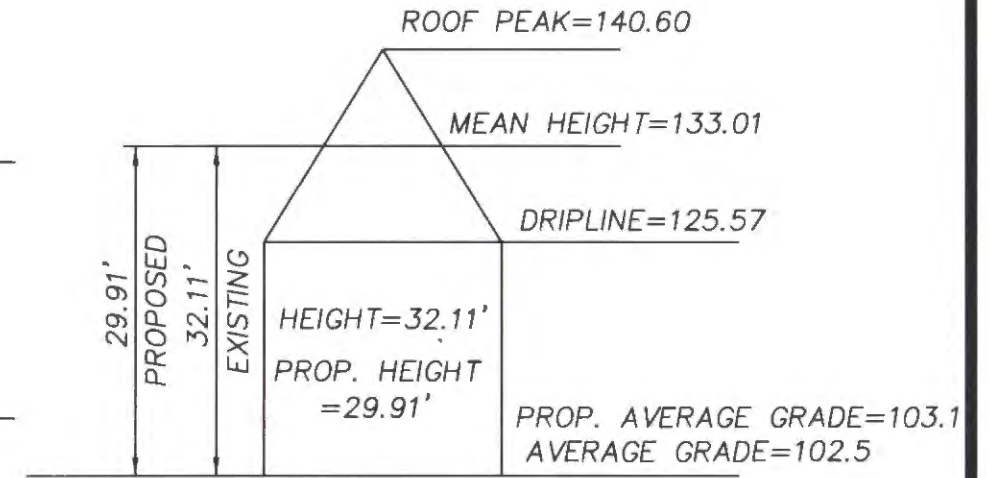 ROOF PEAK=140.60
MEAN HEIGHT=133.01
DRIPLINE=125.57
29.91'
PROPOSED
32.11'
EXISTING
HEIGHT=32.11'
PROP. HEIGHT
=29.91'
PROP. AVERAGE GRADE=103.1
AVERAGE GRADE=102.5